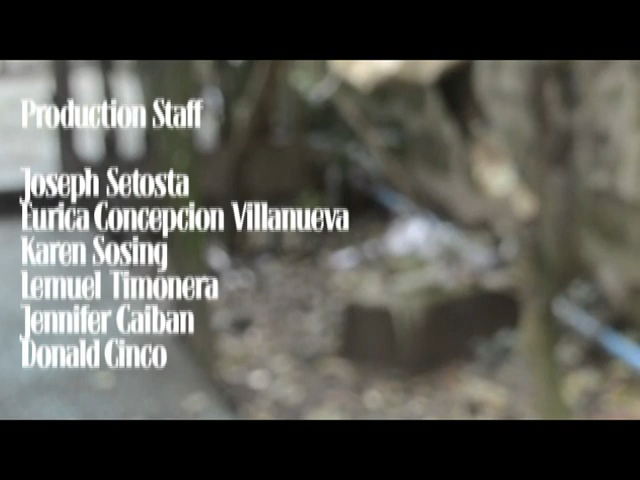 Production Staff
Joseph Setosta
Eurica Concepcion Villanueva
Karen Sosing
Lemuel Timonera
Jennifer Caiban
Donald Cinco